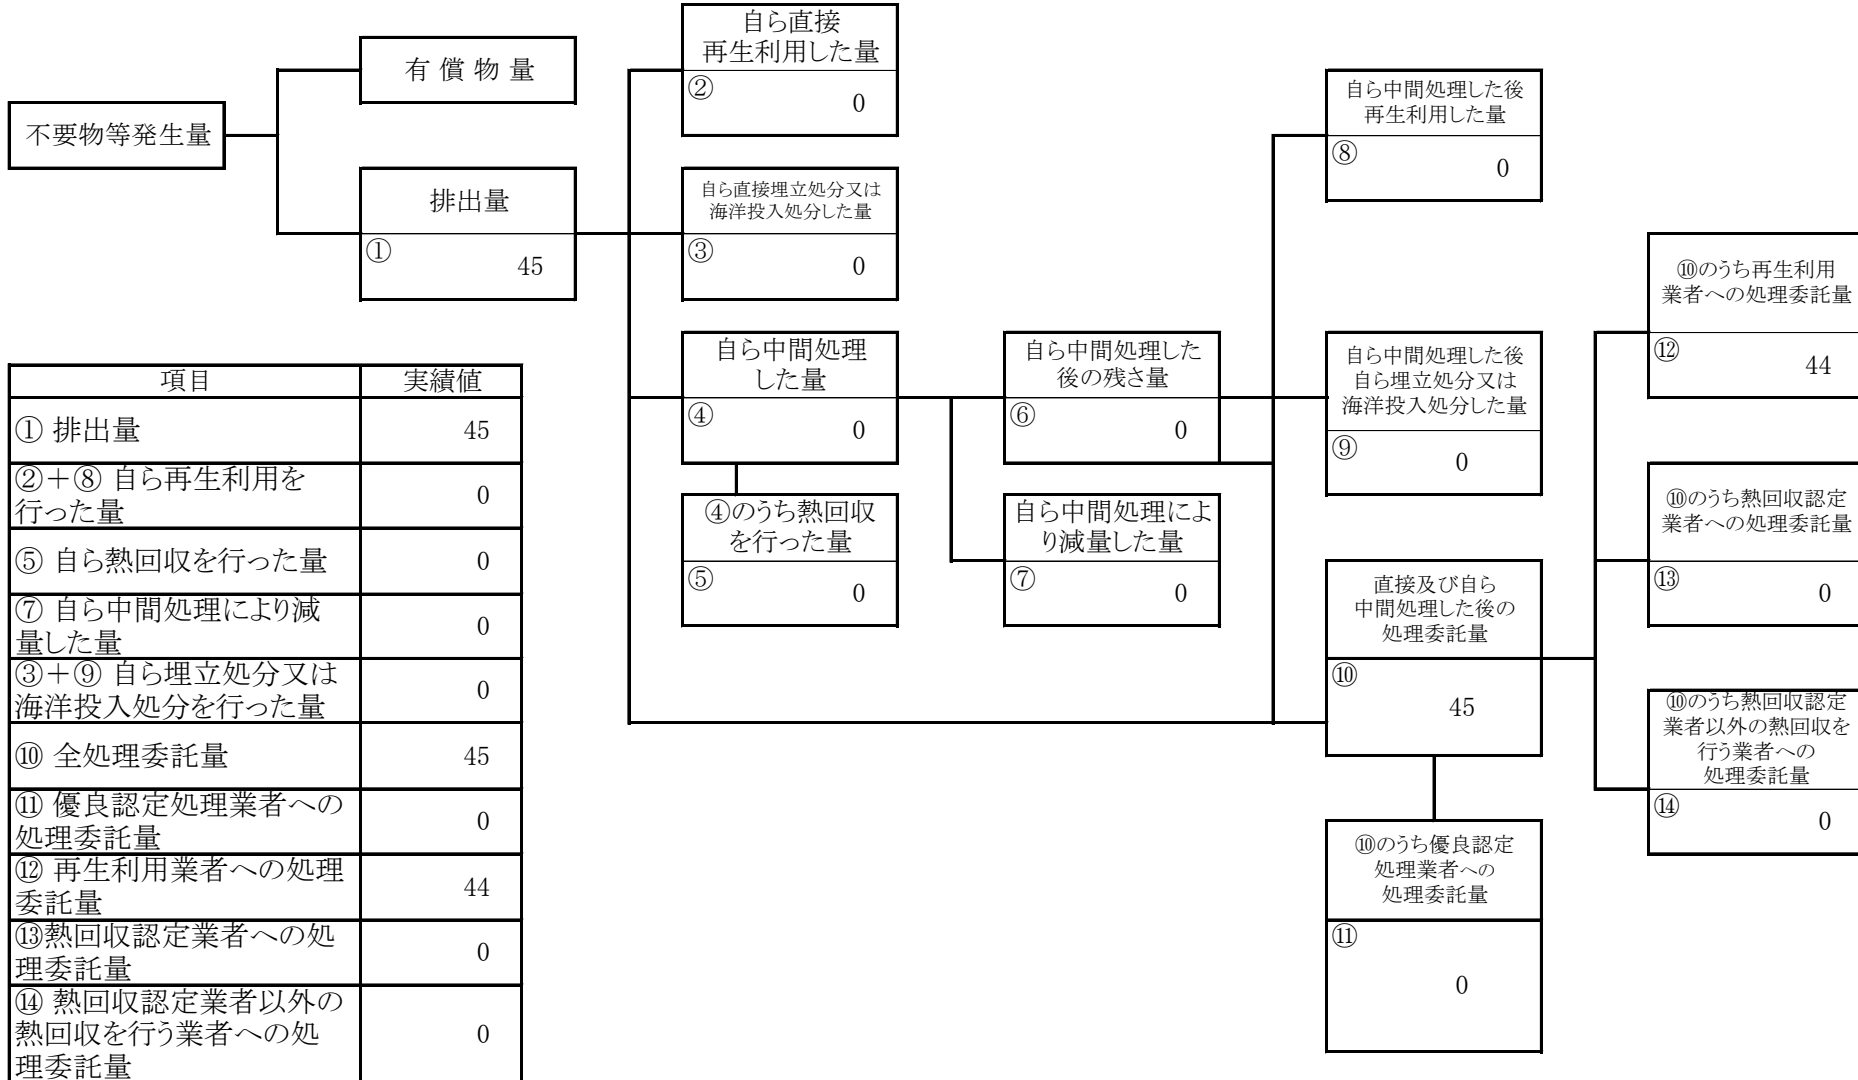 不要物等発生量
有 償 物 量
排出量
①
45
自ら直接
再生利用した量
②
0
自ら直接埋立処分又は
海洋投入処分した量
③
0
自ら中間処理
した量
④
0
④のうち熱回収
を行った量
⑤
0
自ら中間処理した
後の残さ量
⑥
0
自ら中間処理によ
り減量した量
⑦
0
自ら中間処理した後
再生利用した量
⑧
0
自ら中間処理した後
自ら埋立処分又は
海洋投入処分した量
⑨
0
直接及び自ら
中間処理した後の
処理委託量
⑩
45
⑩のうち優良認定
処理業者への
処理委託量
⑪
0
⑩のうち再生利用
業者への処理委託量
⑫
44
⑩のうち熱回収認定
業者への処理委託量
⑬
0
⑩のうち熱回収認定
業者以外の熱回収を
行う業者への
処理委託量
⑭
0
項目 実績値
① 排出量 45
②＋⑧ 自ら再生利用を
行った量 0
⑤ 自ら熱回収を行った量 0
⑦ 自ら中間処理により減
量した量 0
③＋⑨ 自ら埋立処分又は
海洋投入処分を行った量 0
⑩ 全処理委託量 45
⑪ 優良認定処理業者への
処理委託量 0
⑫ 再生利用業者への処理
委託量 44
⑬熱回収認定業者への処
理委託量 0
⑭ 熱回収認定業者以外の
熱回収を行う業者への処
理委託量 0